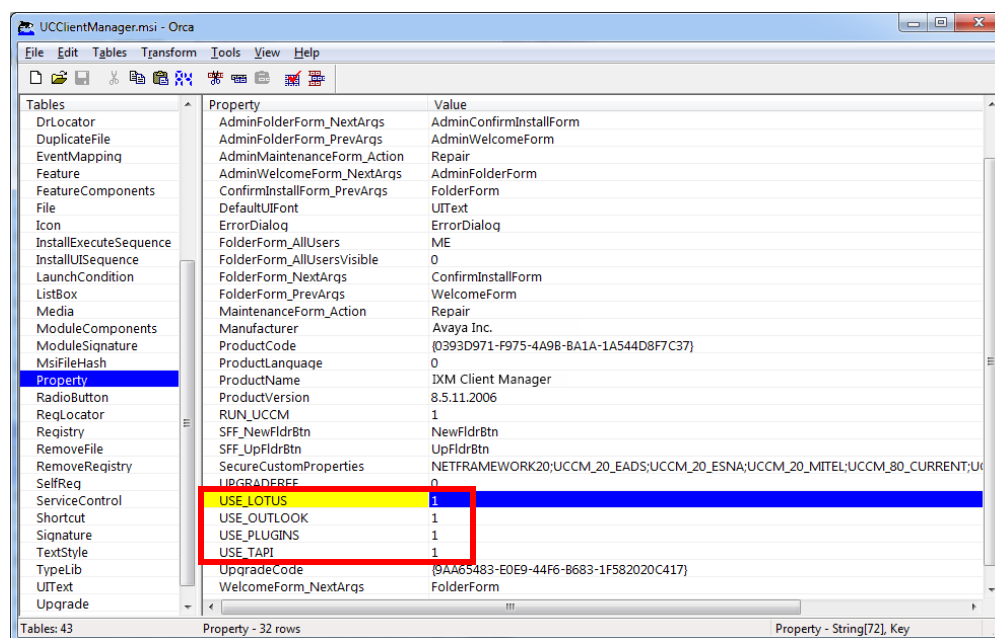 UCClientManager.msi - Orca
File Edit Tables Transform Tools View Help
Tables Property Value
DrLocator AdminFolderForm_NextArgs AdminConfirmInstallForm
DuplicateFile AdminFolderForm_PrevArgs AdminWelcomeForm
EventMapping AdminMaintenanceForm_Action Repair
Feature AdminWelcomeForm_NextArgs AdminFolderForm
FeatureComponents ConfirmInstallForm_PrevArgs FolderForm
File DefaultUIFont UIText
Icon ErrorDialog ErrorDialog
InstallExecuteSequence FolderForm_AllUsers ME
InstallUISequence FolderForm_AllUsersVisible 0
LaunchCondition FolderForm_NextArgs ConfirmInstallForm
ListBox FolderForm_PrevArgs WelcomeForm
Media MaintenanceForm_Action Repair
ModuleComponents Manufacturer Avaya Inc.
ModuleSignature ProductCode {0393D971-F975-4A9B-BA1A-1A544D8F7C37}
MsiFileHash ProductLanguage 0
Property ProductName IXM Client Manager
RadioButton ProductVersion 8.5.11.2006
RegLocator RUN_UCCM 1
Registry SFF_NewFldrBtn NewFldrBtn
RemoveFile SFF_UpFldrBtn UpFldrBtn
RemoveRegistry SecureCustomProperties NETFRAMEWORK20;UCCM_20_EADS;UCCM_20_ESNA;UCCM_20_MITEL;UCCM_80_CURRENT;U
SelfReg UPGRADEREF 0
ServiceControl USE_LOTUS 1
Shortcut USE_OUTLOOK 1
Signature USE_PLUGINS 1
TextStyle USE_TAPI 1
TypeLib UpgradeCode {9AA65483-E0E9-44F6-B683-1F582020C417}
UIText WelcomeForm_NextArgs FolderForm
Upgrade
Tables: 43 Property - 32 rows Property - String[72], Key